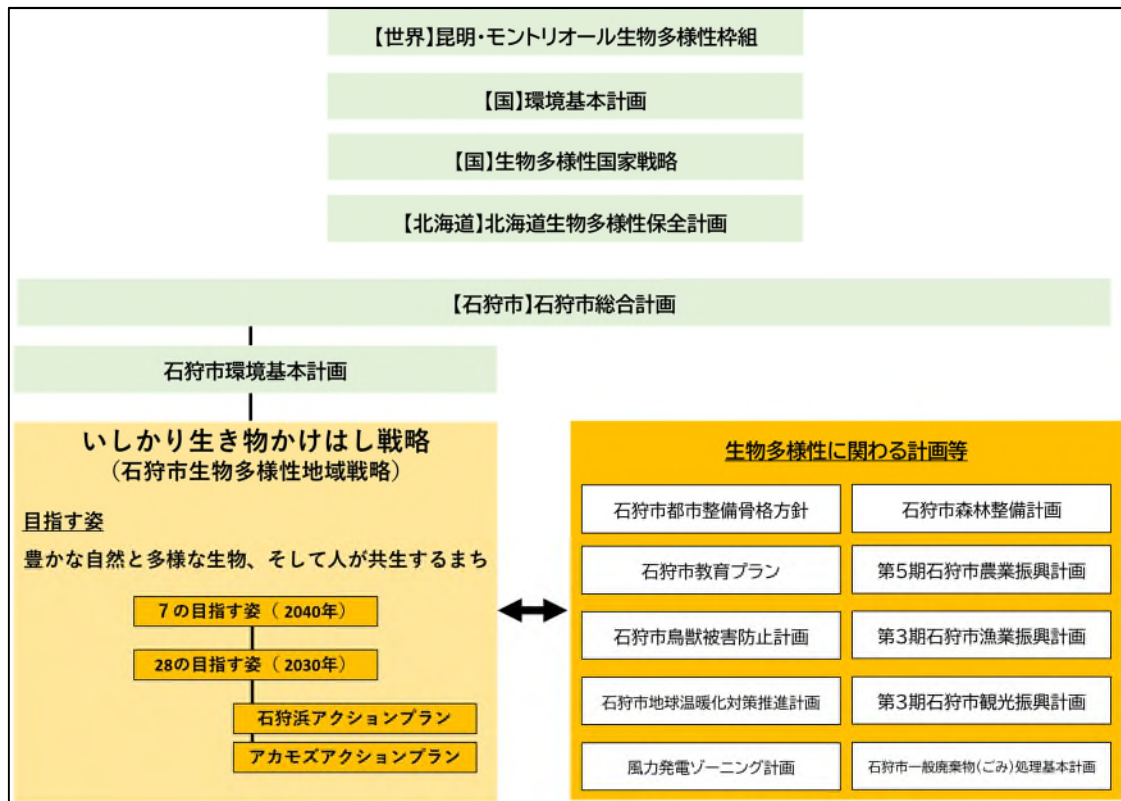 【世界】昆明・モントリオール生物多様性枠組
【国】環境基本計画
【国】生物多様性国家戦略
【北海道】北海道生物多様性保全計画
【石狩市】石狩市総合計画
石狩市環境基本計画
いしかり生き物かけはし戦略
(石狩市生物多様性地域戦略)
目指す姿
豊かな自然と多様な生物、そして人が共生するまち
7の目指す姿（2040年）
28の目指す姿（2030年）
石狩浜アクションプラン
アカモズアクションプラン
生物多様性に関わる計画等
石狩市都市整備骨格方針
石狩市森林整備計画
石狩市教育プラン
第5期石狩市農業振興計画
石狩市鳥獣被害防止計画
第3期石狩市漁業振興計画
石狩市地球温暖化対策推進計画
第3期石狩市観光振興計画
風力発電ゾーニング計画
石狩市一般廃棄物(ごみ)処理基本計画